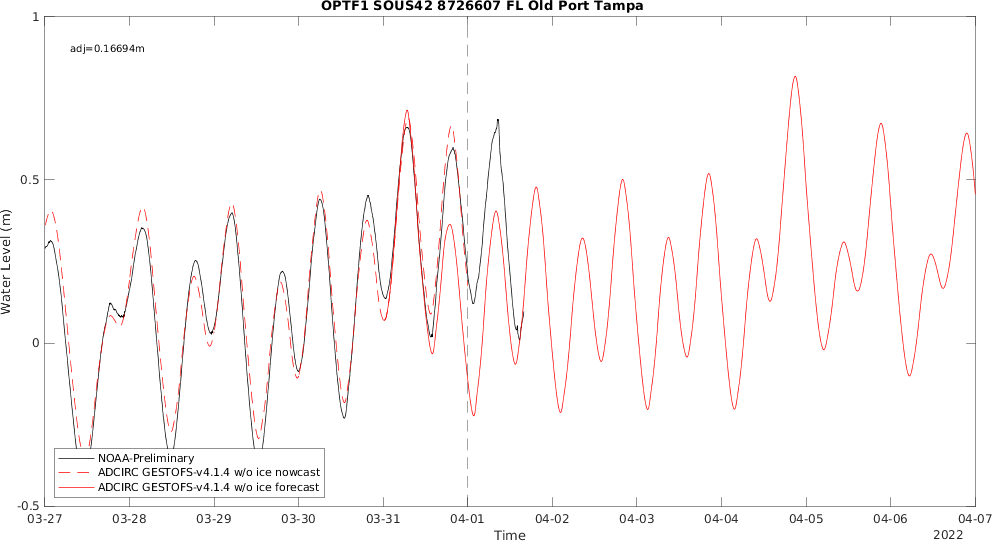 OPTF1 SOUS42 8726607 FL Old Port Tampa
1
adj=0.16694m
0.5
Water Level (m)
0
NOAA-Preliminary
ADCIRC GESTOFS-v4.1.4 w/o ice nowcast
ADCIRC GESTOFS-v4.1.4 w/o ice forecast
-0.5
03-27 03-28 03-29 03-30 03-31 04-01 04-02 04-03 04-04 04-05 04-06 04-07
Time
2022